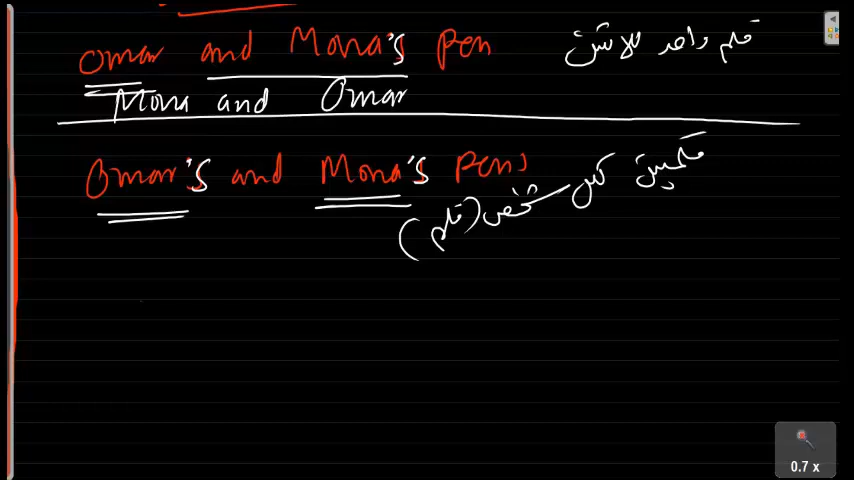 Omar and Mona's pen قلم واحد للاثنين
Mona and Omar
Omar's and Mona's pens قلمين لكل شخص (قلم)
0.7 x